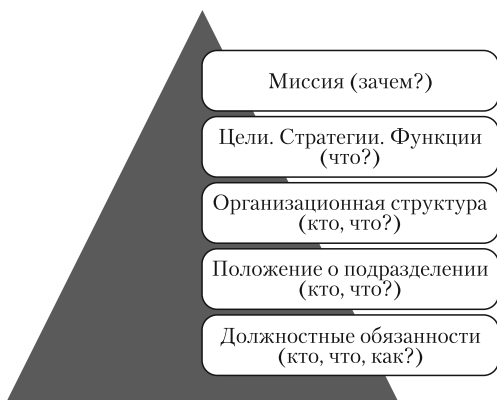 Миссия (зачем?)
Цели. Стратегии. Функции
(что?)
Организационная структура
(кто, что?)
Положение о подразделении
(кто, что?)
Должностные обязанности
(кто, что, как?)